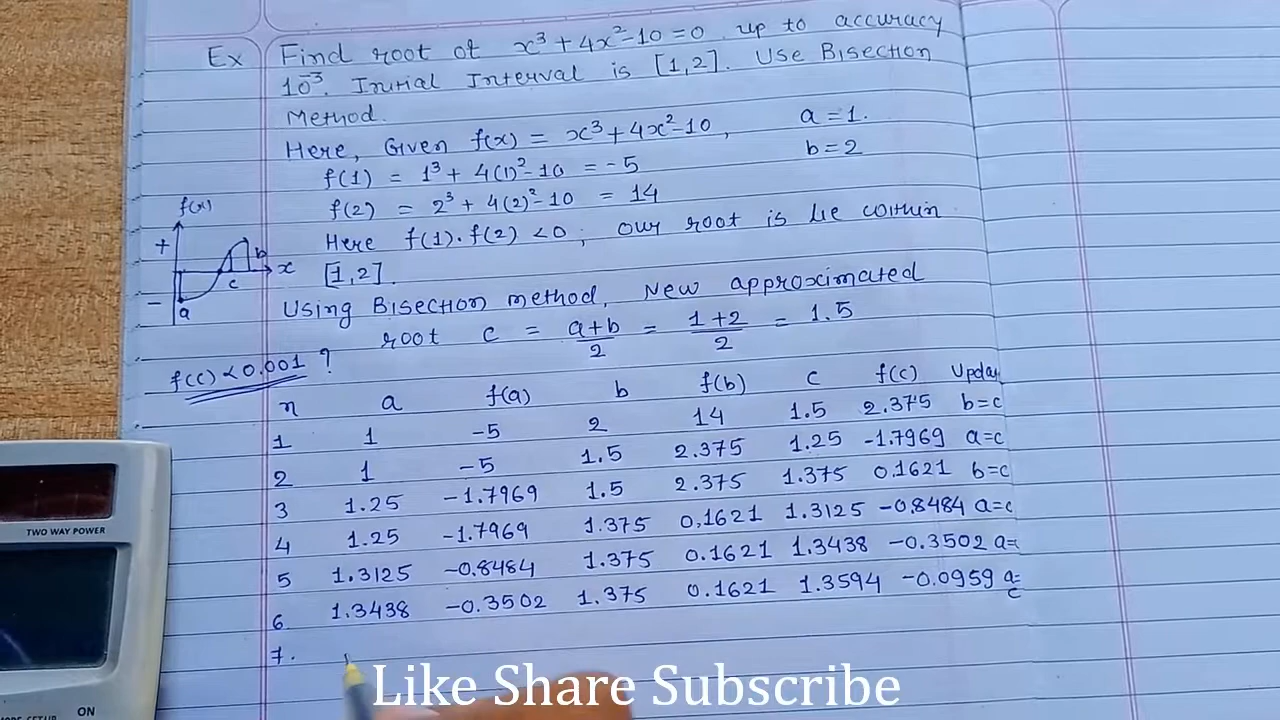 Ex Find root of x³ + 4x² - 10 = 0 up to accuracy
10⁻³. Initial Interval is [1,2]. Use Bisection
Method.
Here, Given f(x) = x³ + 4x² - 10, a = 1.
b = 2
f(1) = 1³ + 4(1)² - 10 = -5
f(2) = 2³ + 4(2)² - 10 = 14
Here f(1).f(2) < 0; our root is lie within
[1,2].
f(x)
+
b
x
c
-
a
Using Bisection method, New approximated
root c = a+b/2 = 1+2/2 = 1.5
f(c) < 0.001 ?
n a f(a) b f(b) c f(c) Updat
1 1 -5 2 14 1.5 2.375 b=c
2 1 -5 1.5 2.375 1.25 -1.7969 a=c
3 1.25 -1.7969 1.5 2.375 1.375 0.1621 b=c
4 1.25 -1.7969 1.375 0.1621 1.3125 -0.8484 a=c
5 1.3125 -0.8484 1.375 0.1621 1.3438 -0.3502 a=c
6 1.3438 -0.3502 1.375 0.1621 1.3594 -0.0959 a=c
7.
TWO WAY POWER
ON
Like Share Subscribe